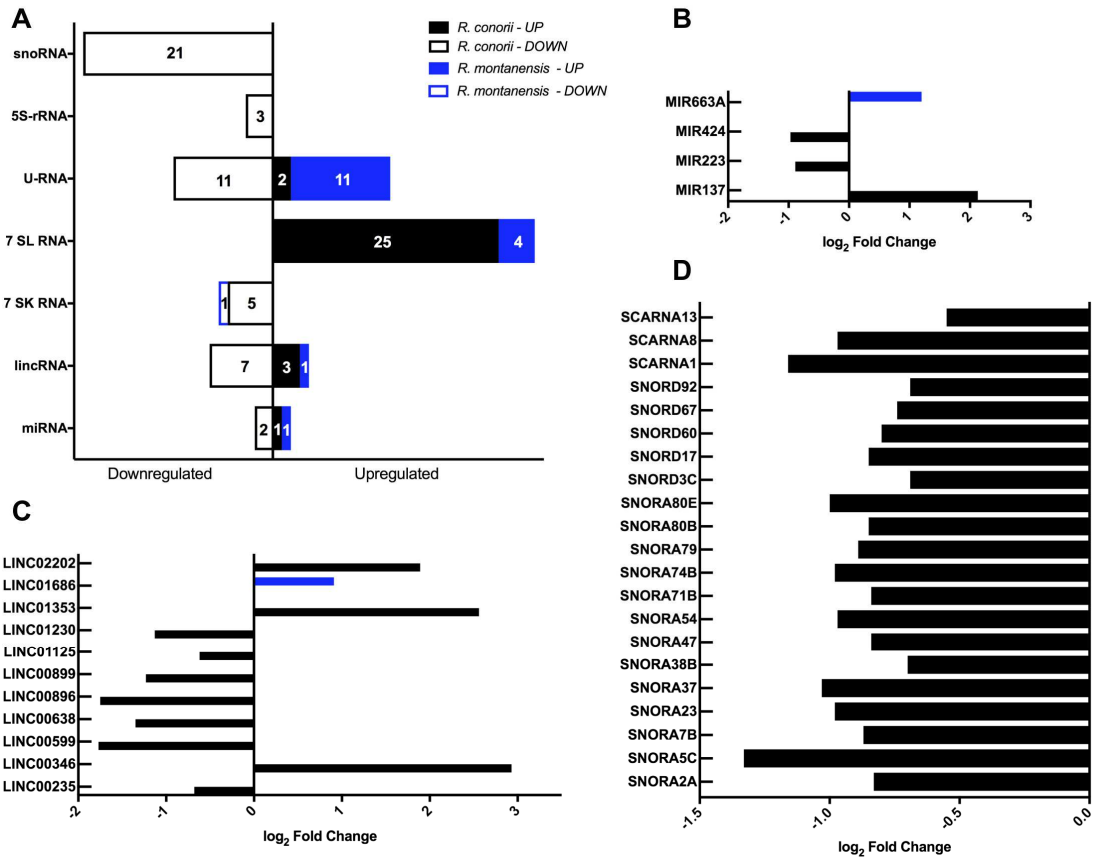 A
R. conorii - UP
R. conorii - DOWN
R. montanensis - UP
R. montanensis - DOWN
snoRNA 21
5S-rRNA 3
U-RNA 11 2 11
7 SL RNA 25 4
7 SK RNA 1 5
lincRNA 7 3 1
miRNA 2 1 1
Downregulated Upregulated
B
MIR663A
MIR424
MIR223
MIR137
-2 -1 0 1 2 3
log2 Fold Change
C
LINC02202
LINC01686
LINC01353
LINC01230
LINC01125
LINC00899
LINC00896
LINC00638
LINC00599
LINC00346
LINC00235
-2 -1 0 1 2 3
log2 Fold Change
D
SCARNA13
SCARNA8
SCARNA1
SNORD92
SNORD67
SNORD60
SNORD17
SNORD3C
SNORA80E
SNORA80B
SNORA79
SNORA74B
SNORA71B
SNORA54
SNORA47
SNORA38B
SNORA37
SNORA23
SNORA7B
SNORA5C
SNORA2A
-1.5 -1.0 -0.5 0.0
log2 Fold Change